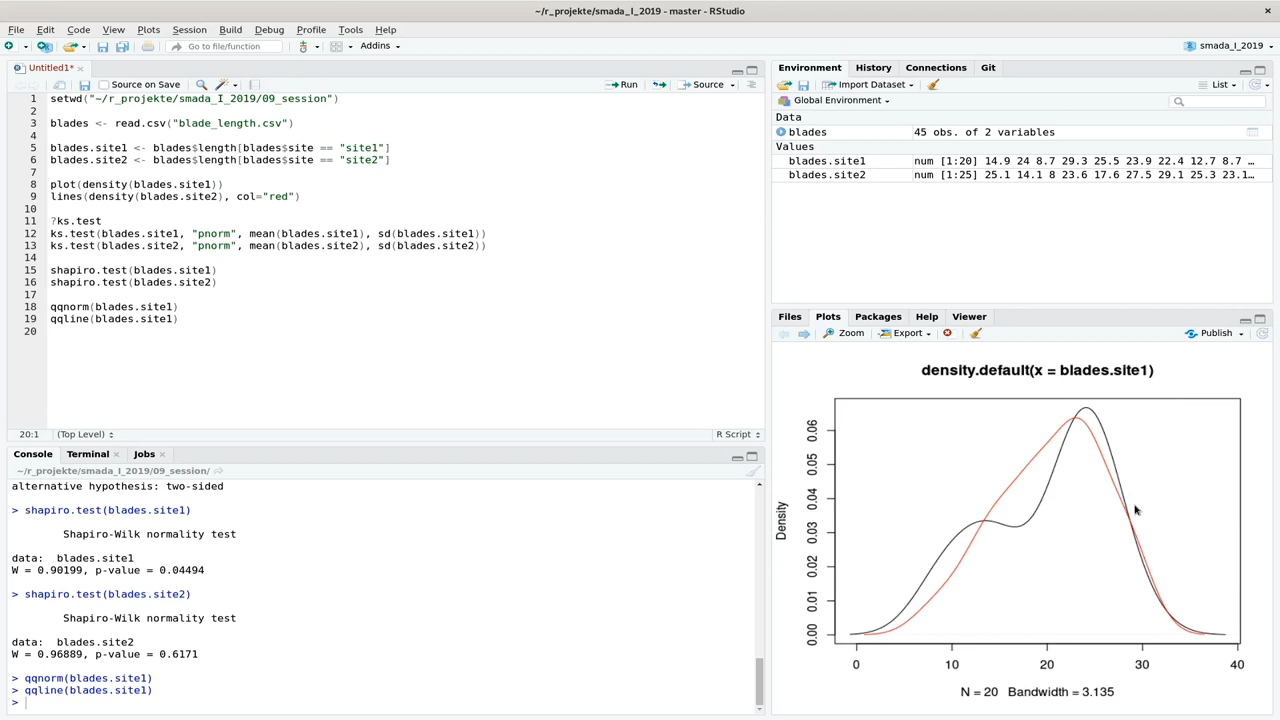 ~/r_projekte/smada_I_2019 - master - RStudio
File Edit Code View Plots Session Build Debug Profile Tools Help
Go to file/function Addins smada_I_2019
Untitled1*
Source on Save Run Source
1 setwd("~/r_projekte/smada_I_2019/09_session")
2
3 blades <- read.csv("blade_length.csv")
4
5 blades.site1 <- blades$length[blades$site == "site1"]
6 blades.site2 <- blades$length[blades$site == "site2"]
7
8 plot(density(blades.site1))
9 lines(density(blades.site2), col="red")
10
11 ?ks.test
12 ks.test(blades.site1, "pnorm", mean(blades.site1), sd(blades.site1))
13 ks.test(blades.site2, "pnorm", mean(blades.site2), sd(blades.site2))
14
15 shapiro.test(blades.site1)
16 shapiro.test(blades.site2)
17
18 qqnorm(blades.site1)
19 qqline(blades.site1)
20
20:1 (Top Level) R Script
Console Terminal Jobs
~/r_projekte/smada_I_2019/09_session/
alternative hypothesis: two-sided
> shapiro.test(blades.site1)
Shapiro-Wilk normality test
data: blades.site1
W = 0.90199, p-value = 0.04494
> shapiro.test(blades.site2)
Shapiro-Wilk normality test
data: blades.site2
W = 0.96889, p-value = 0.6171
> qqnorm(blades.site1)
> qqline(blades.site1)
>
Environment History Connections Git
Import Dataset List
Global Environment
Data
blades 45 obs. of 2 variables
Values
blades.site1 num [1:20] 14.9 24 8.7 29.3 25.5 23.9 22.4 12.7 8.7 …
blades.site2 num [1:25] 25.1 14.1 8 23.6 17.6 27.5 29.1 25.3 23.1…
Files Plots Packages Help Viewer
Zoom Export Publish
density.default(x = blades.site1)
Density
0.06
0.05
0.04
0.03
0.02
0.01
0.00
0 10 20 30 40
N = 20 Bandwidth = 3.135